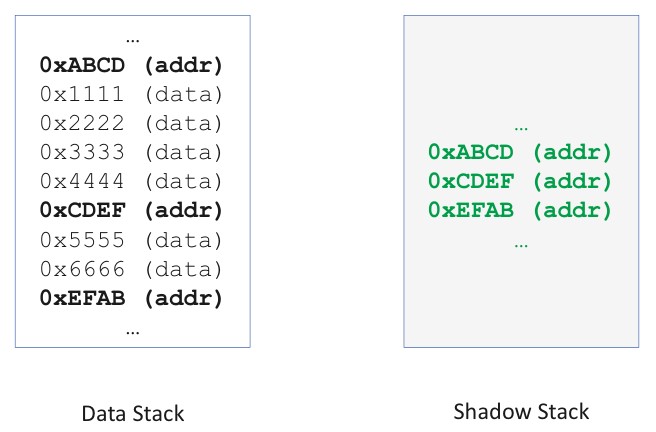 ...
0xABCD (addr)
0x1111 (data)
0x2222 (data)
0x3333 (data)
0x4444 (data)
0xCDEF (addr)
0x5555 (data)
0x6666 (data)
0xEFAB (addr)
...
Data Stack
...
0xABCD (addr)
0xCDEF (addr)
0xEFAB (addr)
...
Shadow Stack